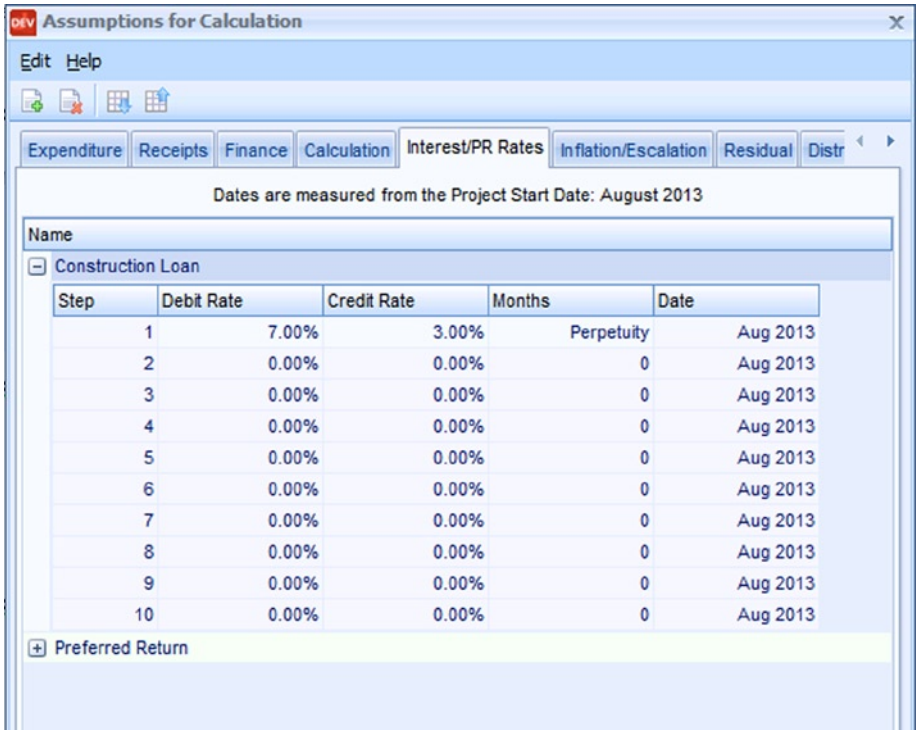 DEV Assumptions for Calculation x
Edit Help
Expenditure Receipts Finance Calculation Interest/PR Rates Inflation/Escalation Residual Distr
Dates are measured from the Project Start Date: August 2013
Name
Construction Loan
Step Debit Rate Credit Rate Months Date
1 7.00% 3.00% Perpetuity Aug 2013
2 0.00% 0.00% 0 Aug 2013
3 0.00% 0.00% 0 Aug 2013
4 0.00% 0.00% 0 Aug 2013
5 0.00% 0.00% 0 Aug 2013
6 0.00% 0.00% 0 Aug 2013
7 0.00% 0.00% 0 Aug 2013
8 0.00% 0.00% 0 Aug 2013
9 0.00% 0.00% 0 Aug 2013
10 0.00% 0.00% 0 Aug 2013
Preferred Return